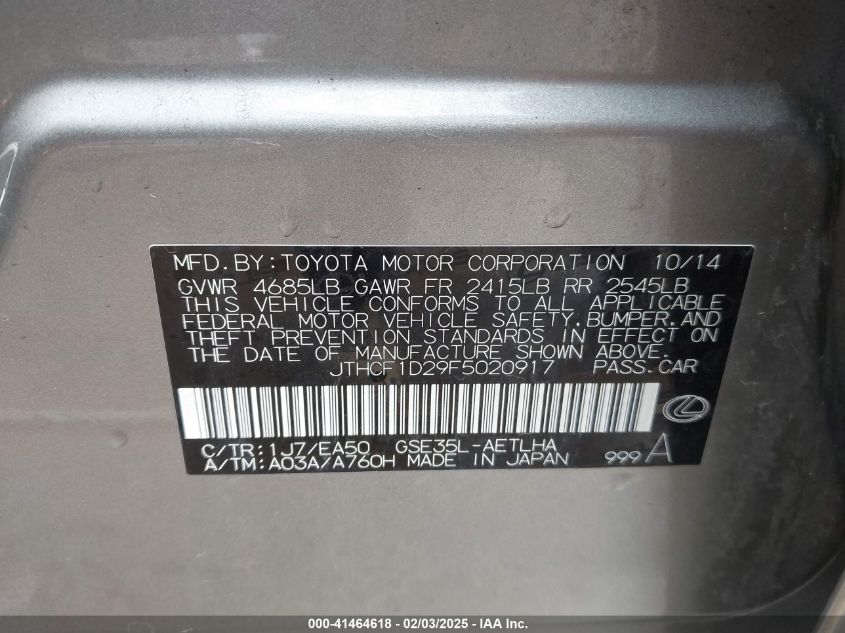 MFD. BY: TOYOTA MOTOR CORPORATION 10/14
GVWR 4685LB GAWR FR 2415LB RR 2545LB
THIS VEHICLE CONFORMS TO ALL APPLICABLE
FEDERAL MOTOR VEHICLE SAFETY, BUMPER, AND
THEFT PREVENTION STANDARDS IN EFFECT ON
THE DATE OF MANUFACTURE SHOWN ABOVE.
JTHCF1D29F5020917 PASS. CAR
C/TR: 1J7/EA50 GSE35L-AETLHA
A/TM: A03A/A760H MADE IN JAPAN 999 A
000-41464618 - 02/03/2025 - IAA Inc.